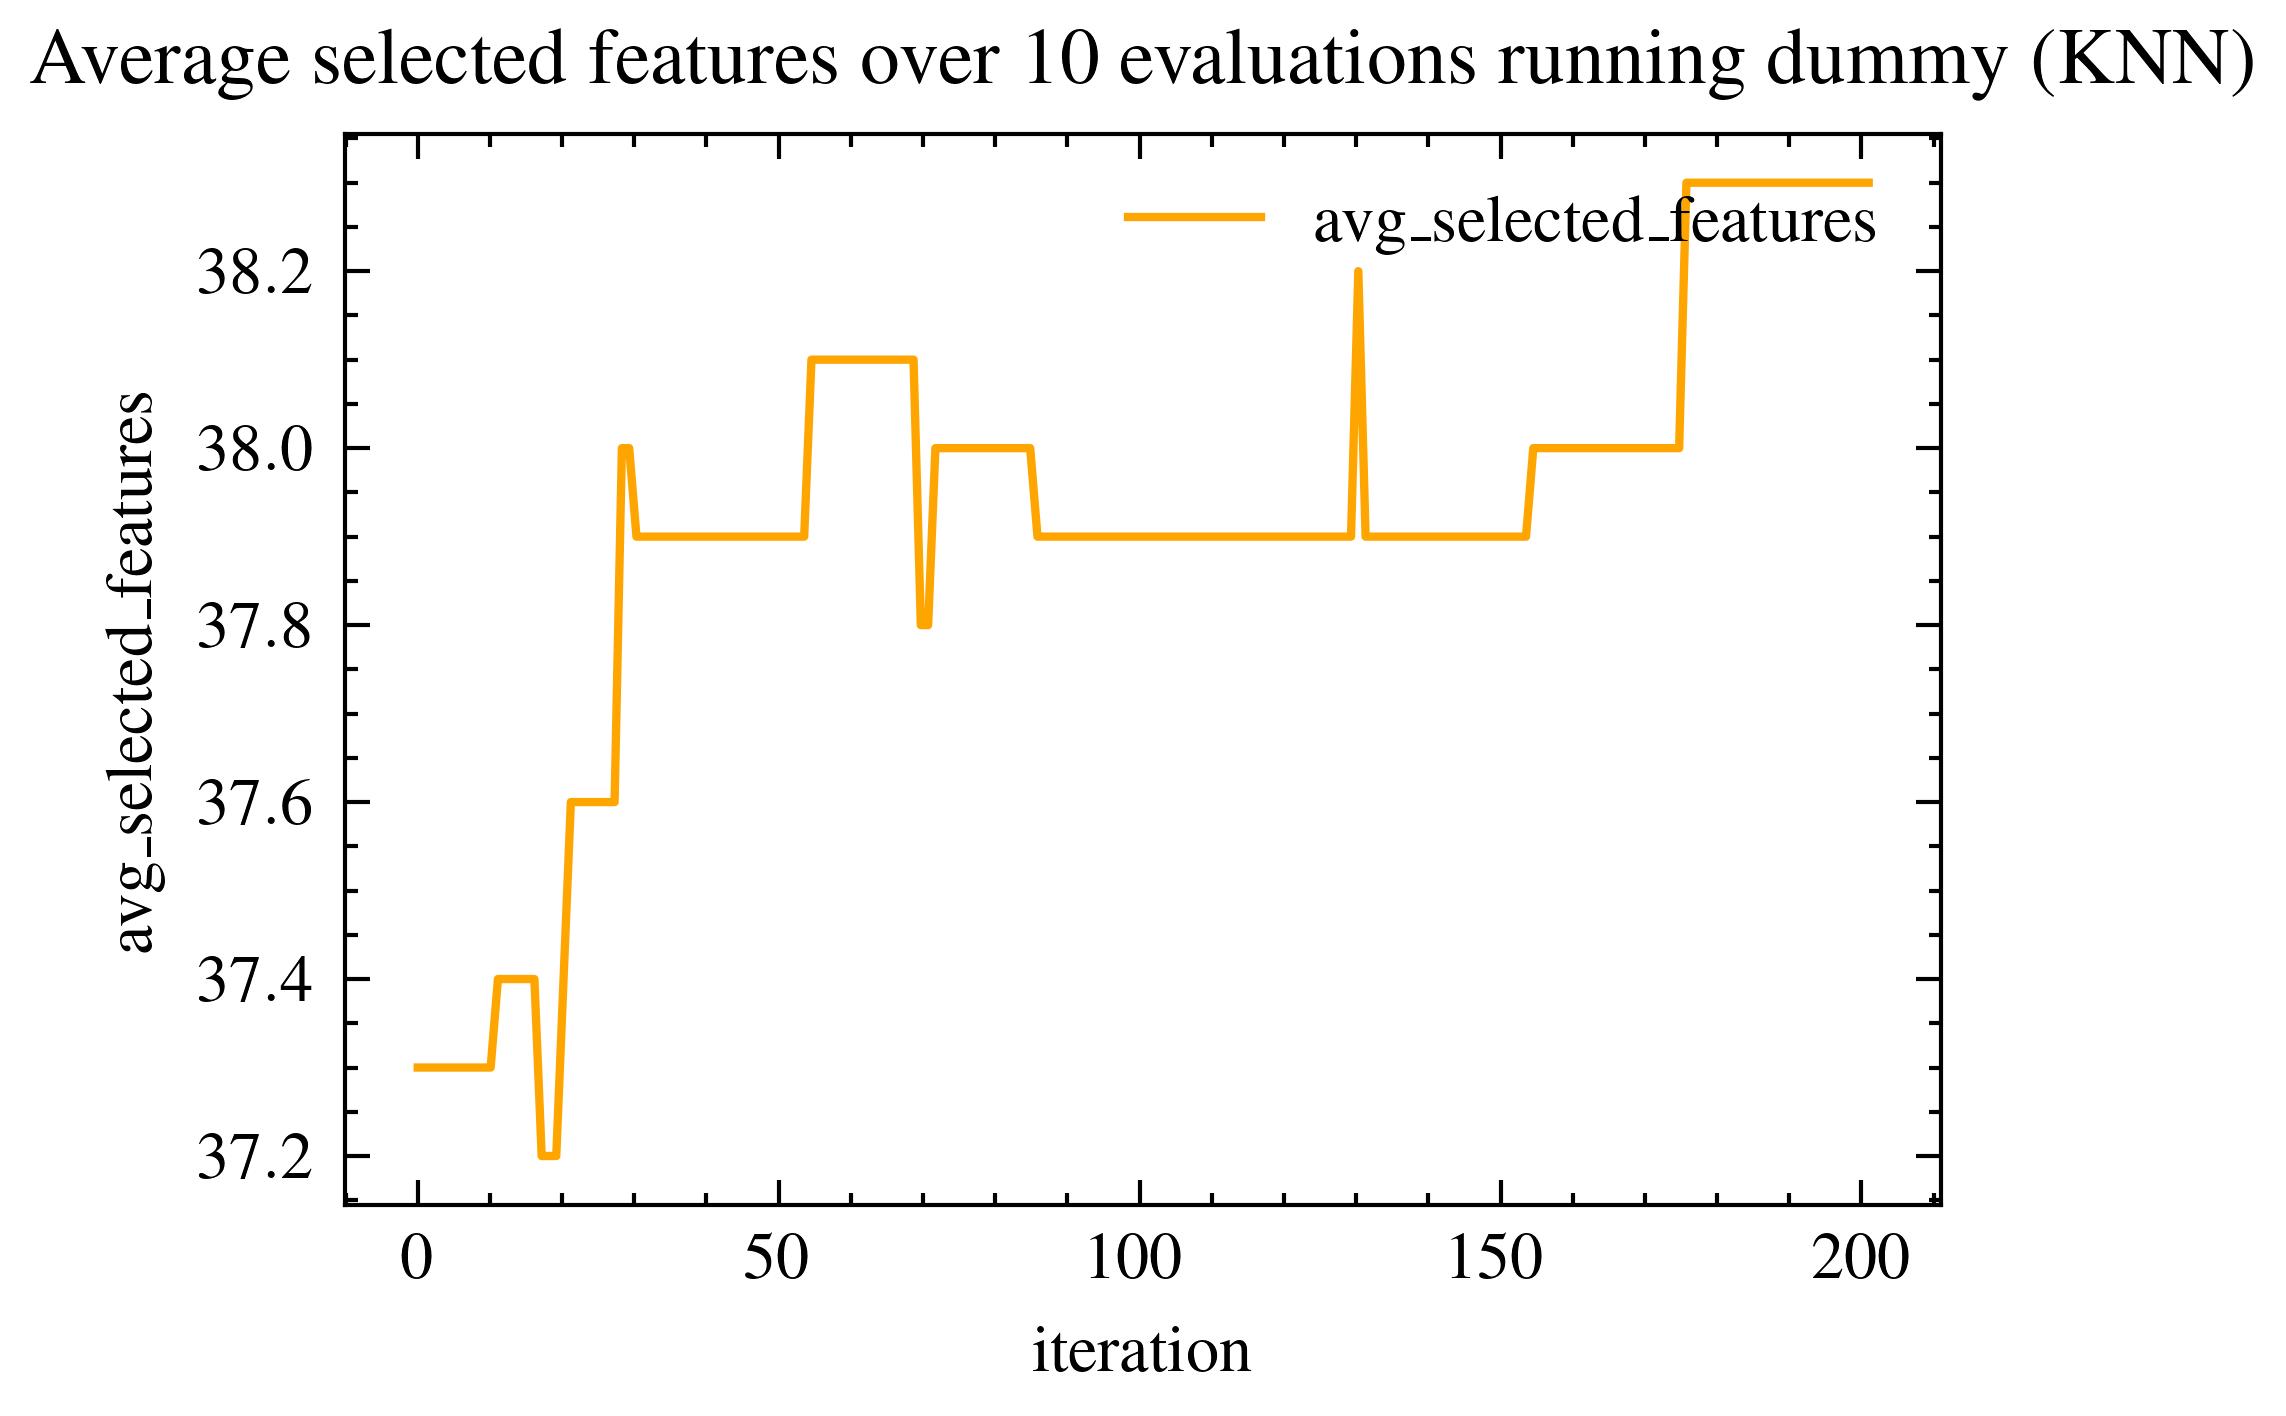 Average selected features over 10 evaluations running dummy (KNN)
avg_selected_features
38.2
38.0
37.8
37.6
37.4
37.2
avg_selected_features
0 50 100 150 200
iteration